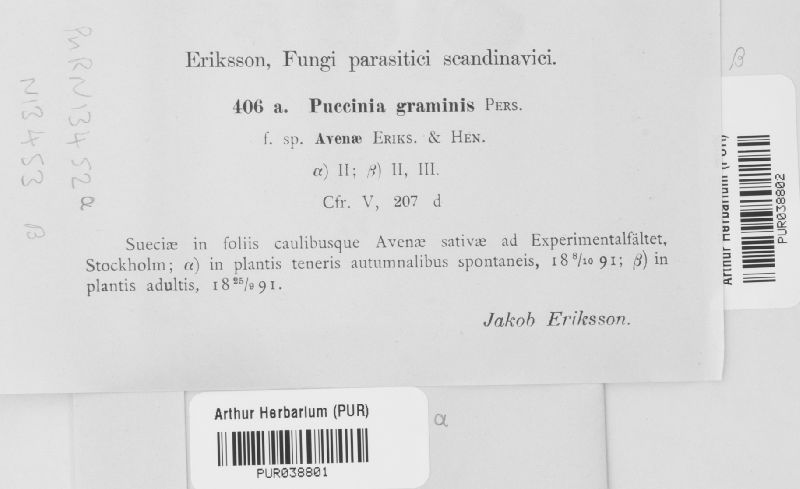 Eriksson, Fungi parasitici scandinavici.
406 a. Puccinia graminis PERS.
f. sp. Avenæ ERIKS. & HEN.
α) II; β) II, III.
Cfr. V, 207 d
Sueciæ in foliis caulibusque Avenæ sativæ ad Experimentalfältet,
Stockholm; α) in plantis teneris autumnalibus spontaneis, 18 8/10 91; β) in
plantis adultis, 18 25/9 91.
Jakob Eriksson.
PURN13452 α
N13453 β
Arthur Herbarium (PUR)
PUR038801
α
β
Arthur Herbarium (PUR)
PUR038802